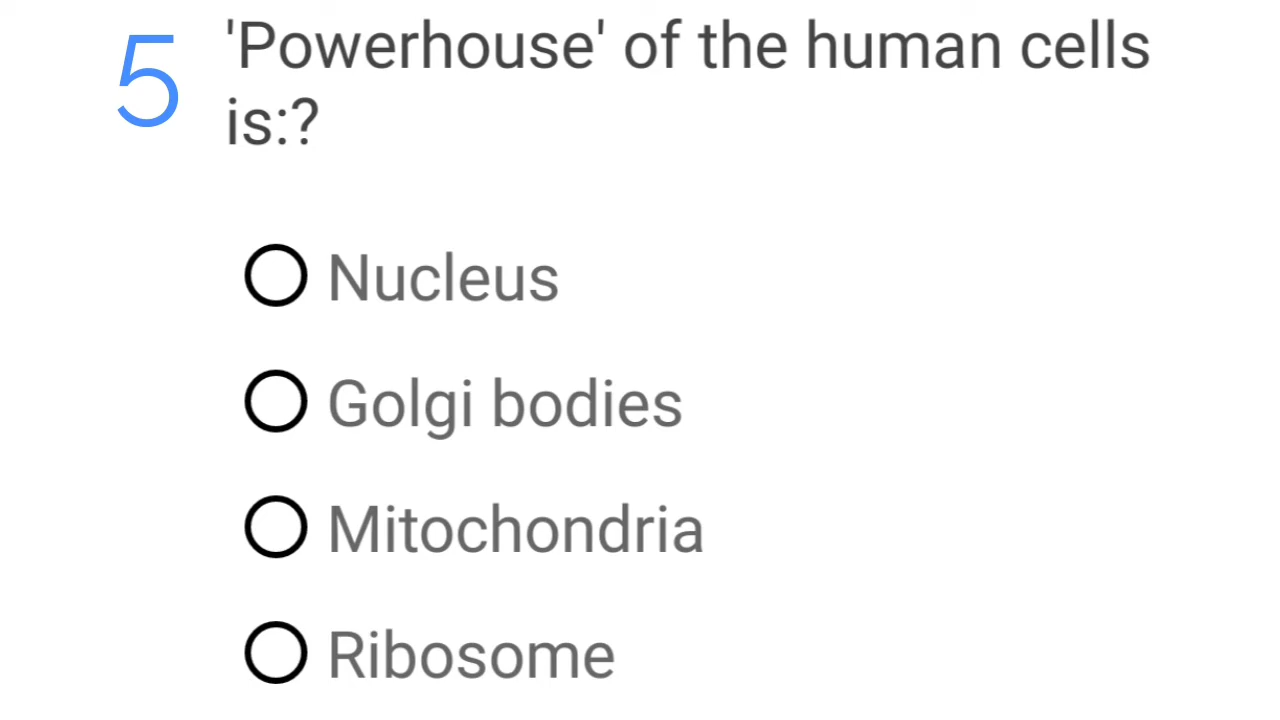 5 'Powerhouse' of the human cells
is:?
Nucleus
Golgi bodies
Mitochondria
Ribosome